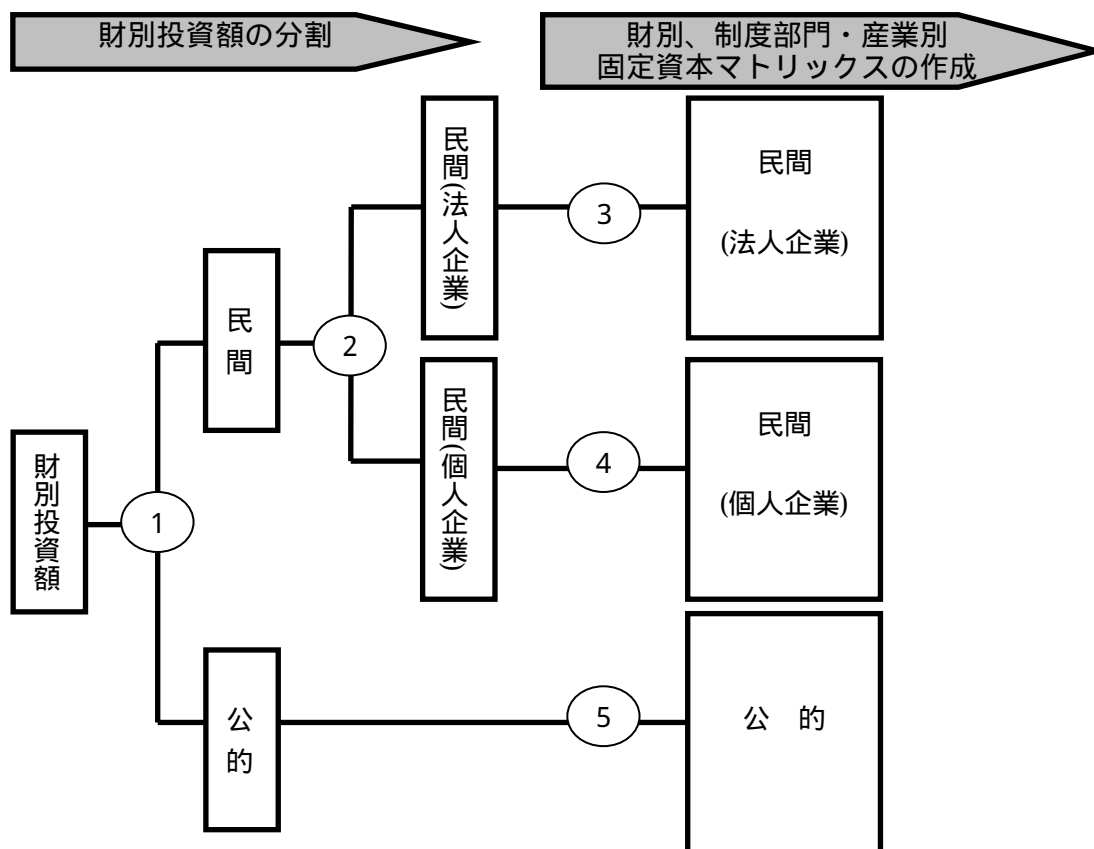 財別投資額の分割
財別、制度部門・産業別
固定資本マトリックスの作成
財別投資額
1
民間
2
民間(法人企業)
3
民間
(法人企業)
民間(個人企業)
4
民間
(個人企業)
公的
5
公　的